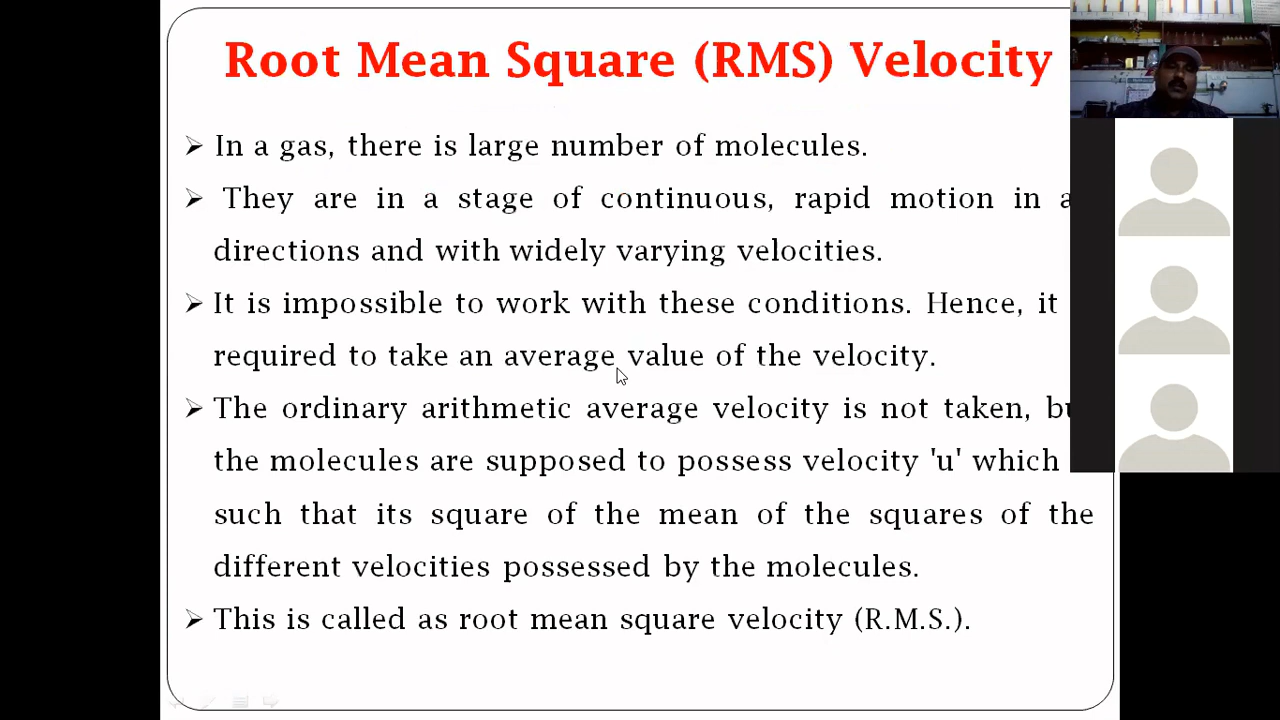 Root Mean Square (RMS) Velocity
➢ In a gas, there is large number of molecules.
➢ They are in a stage of continuous, rapid motion in
directions and with widely varying velocities.
➢ It is impossible to work with these conditions. Hence, it
required to take an average value of the velocity.
➢ The ordinary arithmetic average velocity is not taken,
the molecules are supposed to possess velocity 'u' which
such that its square of the mean of the squares of the
different velocities possessed by the molecules.
➢ This is called as root mean square velocity (R.M.S.).